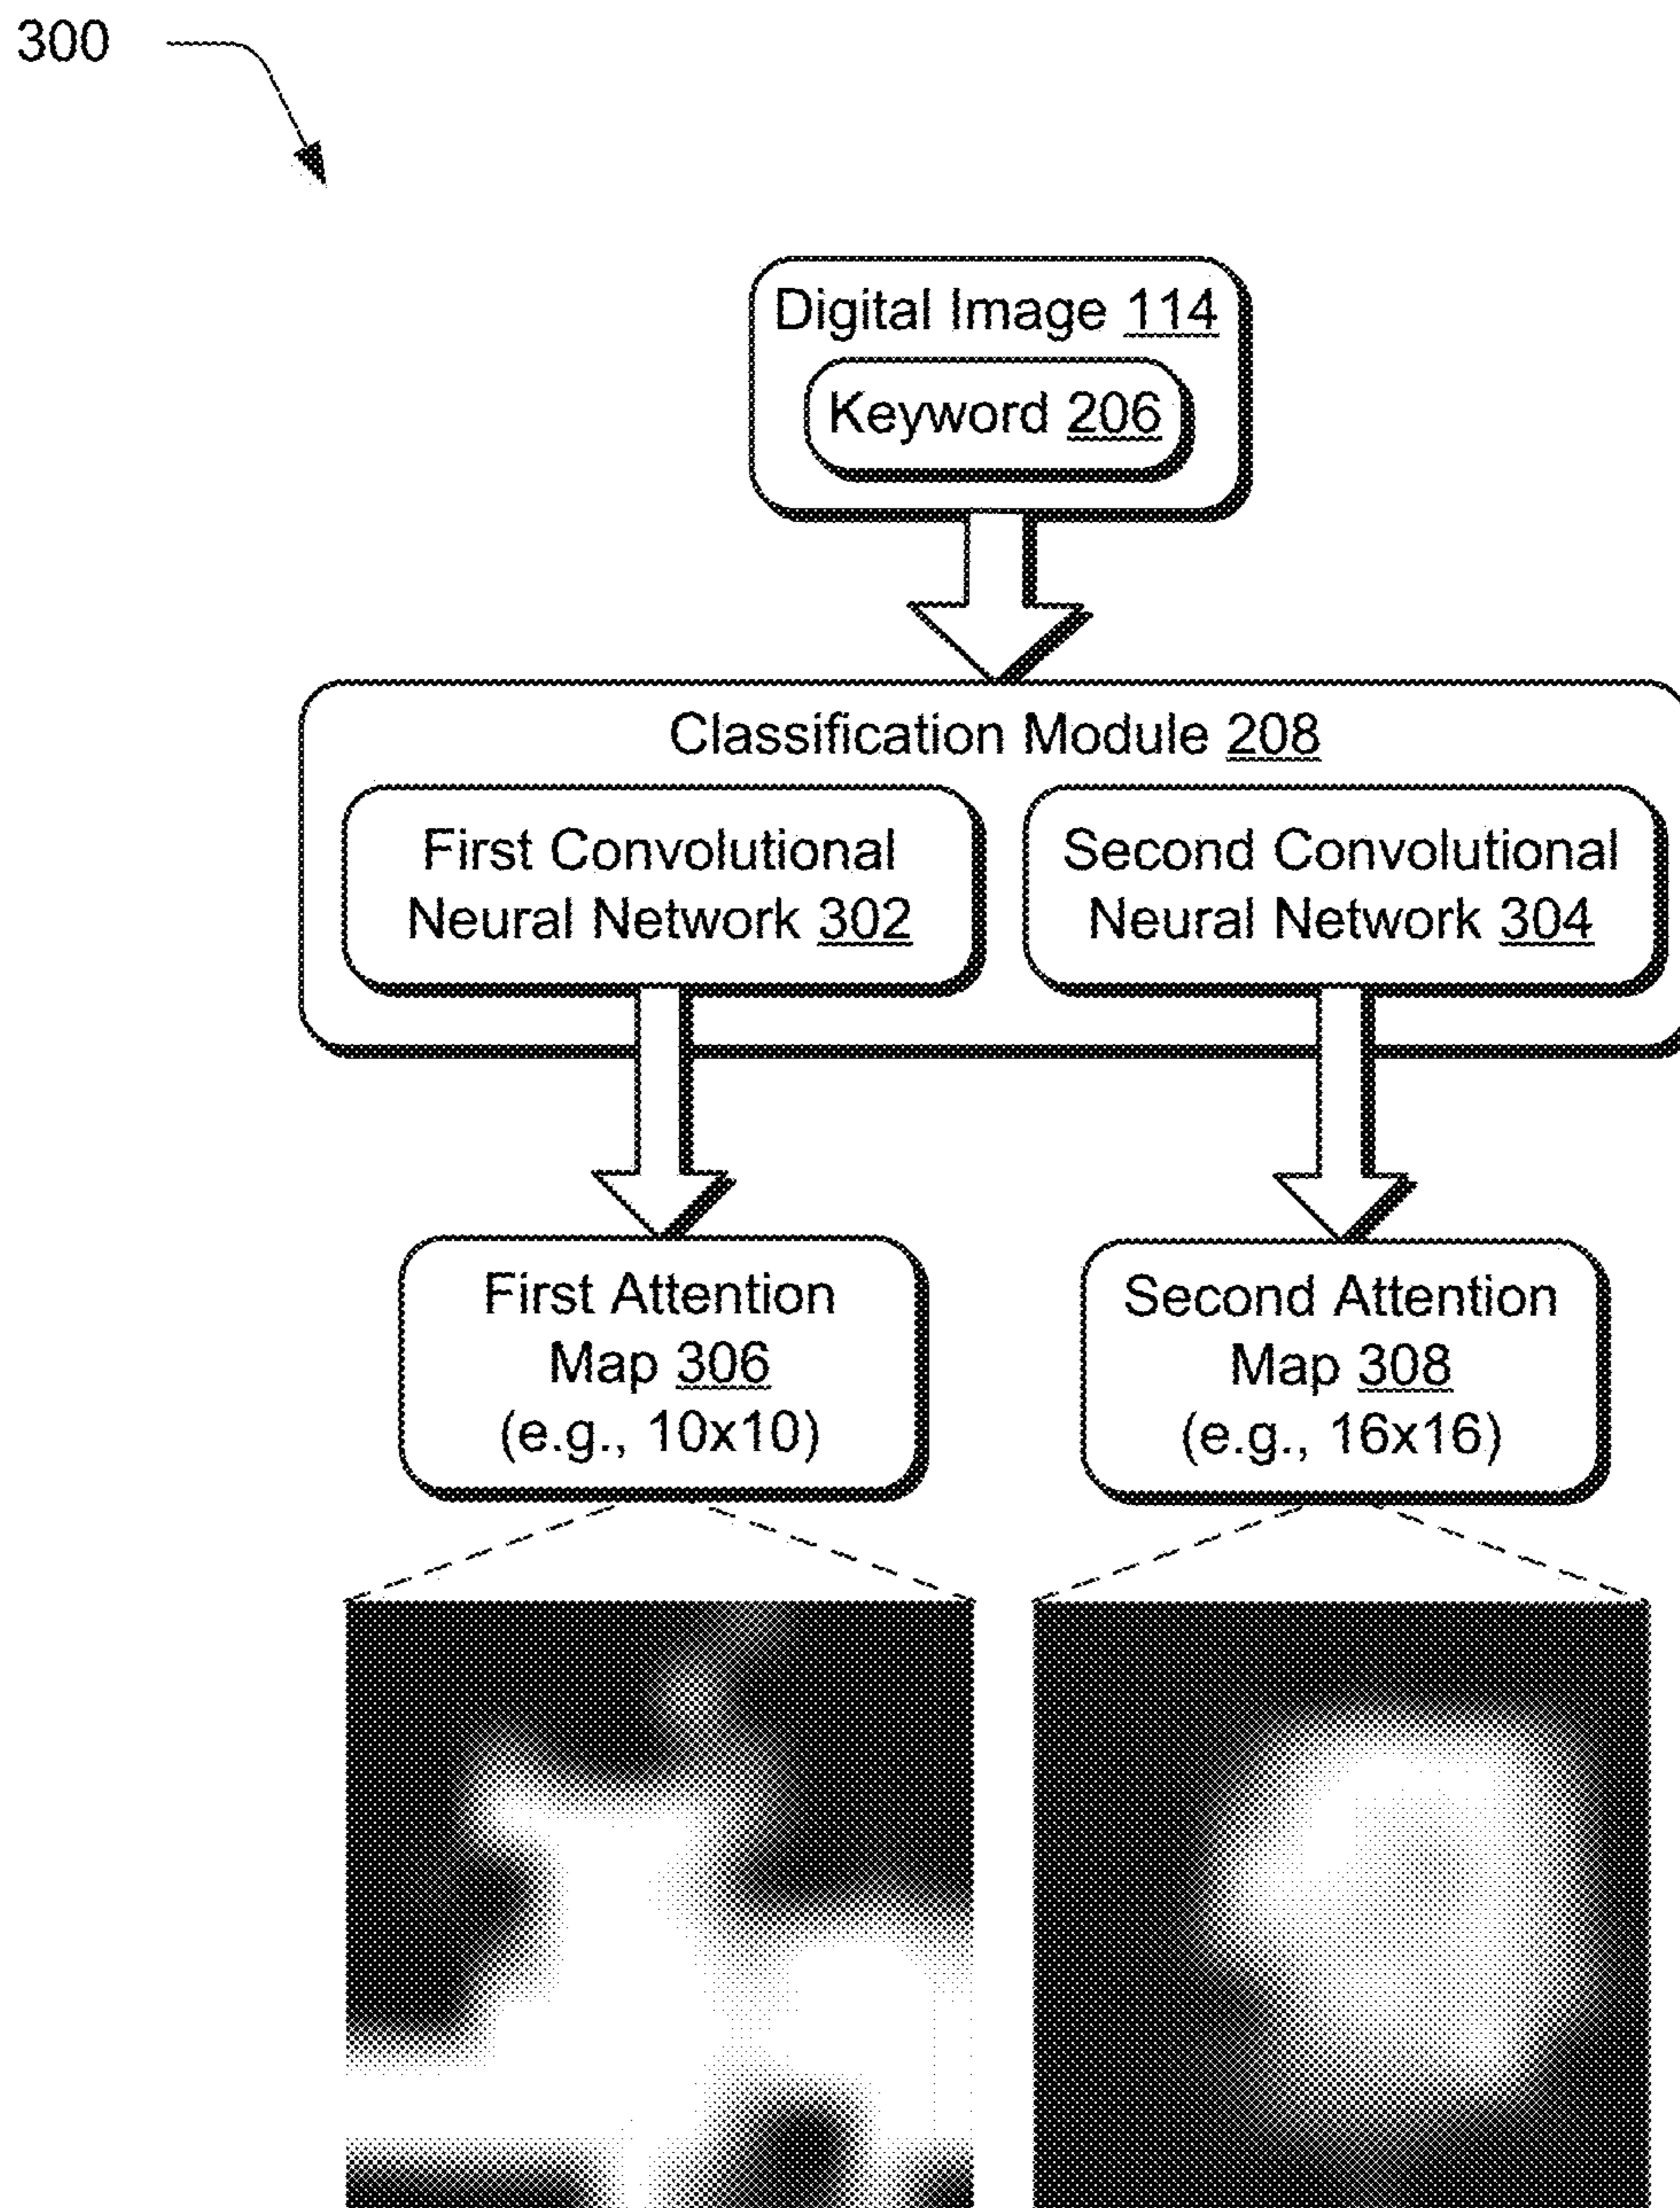 300
Digital Image 114
Keyword 206
Classification Module 208
First Convolutional
Neural Network 302
Second Convolutional
Neural Network 304
First Attention
Map 306
(e.g., 10x10)
Second Attention
Map 308
(e.g., 16x16)